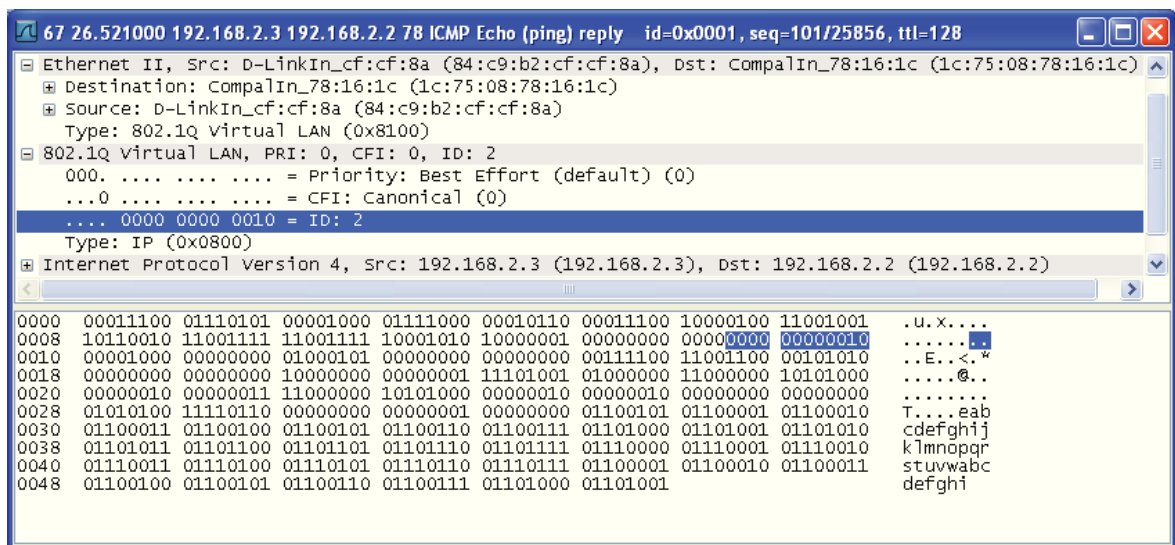 67 26.521000 192.168.2.3 192.168.2.2 78 ICMP Echo (ping) reply id=0x0001, seq=101/25856, ttl=128
Ethernet II, Src: D-LinkIn_cf:cf:8a (84:c9:b2:cf:cf:8a), Dst: CompalIn_78:16:1c (1c:75:08:78:16:1c)
Destination: CompalIn_78:16:1c (1c:75:08:78:16:1c)
Source: D-LinkIn_cf:cf:8a (84:c9:b2:cf:cf:8a)
Type: 802.1Q Virtual LAN (0x8100)
802.1Q Virtual LAN, PRI: 0, CFI: 0, ID: 2
000. .... .... .... = Priority: Best Effort (default) (0)
...0 .... .... .... = CFI: Canonical (0)
.... 0000 0000 0010 = ID: 2
Type: IP (0x0800)
Internet Protocol Version 4, Src: 192.168.2.3 (192.168.2.3), Dst: 192.168.2.2 (192.168.2.2)
0000 00011100 01110101 00001000 01111000 00010110 00011100 10000100 11001001 .u.x....
0008 10110010 11001111 11001111 10001010 10000001 00000000 00000000 00000010 ........
0010 00001000 00000000 01000101 00000000 00000000 00111100 11001100 00101010 ..E..<.*
0018 00000000 00000000 10000000 00000001 11101001 01000000 11000000 10101000 .....@..
0020 00000010 00000011 11000000 10101000 00000010 00000010 00000000 00000000 ........
0028 01010100 11110110 00000000 00000001 00000000 01100101 01100001 01100010 T....eab
0030 01100011 01100100 01100101 01100110 01100111 01101000 01101001 01101010 cdefghij
0038 01101011 01101100 01101101 01101110 01101111 01110000 01110001 01110010 klmnopqr
0040 01110011 01110100 01110101 01110110 01110111 01100001 01100010 01100011 stuvwabc
0048 01100100 01100101 01100110 01100111 01101000 01101001 defghi